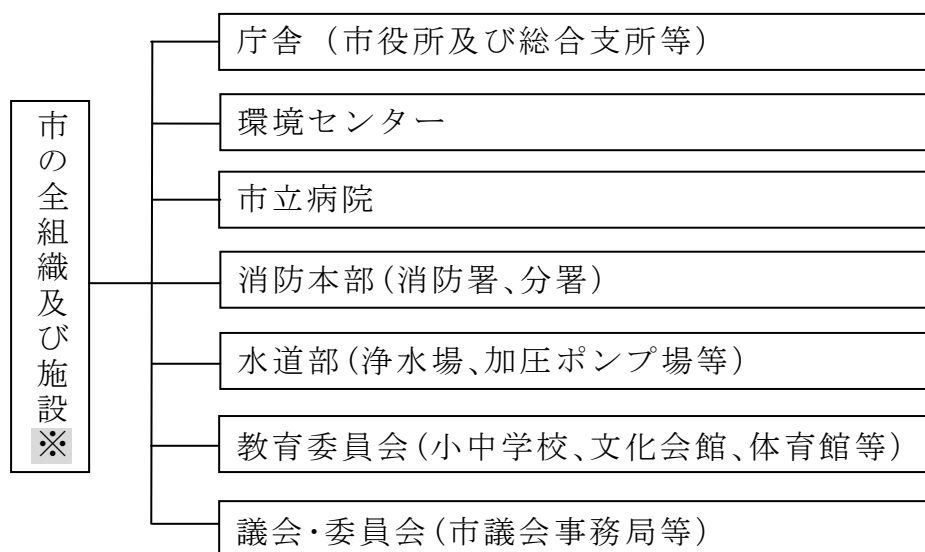 市の全組織及び施設※
庁舎（市役所及び総合支所等）
環境センター
市立病院
消防本部(消防署、分署)
水道部(浄水場、加圧ポンプ場等)
教育委員会(小中学校、文化会館、体育館等)
議会・委員会(市議会事務局等)